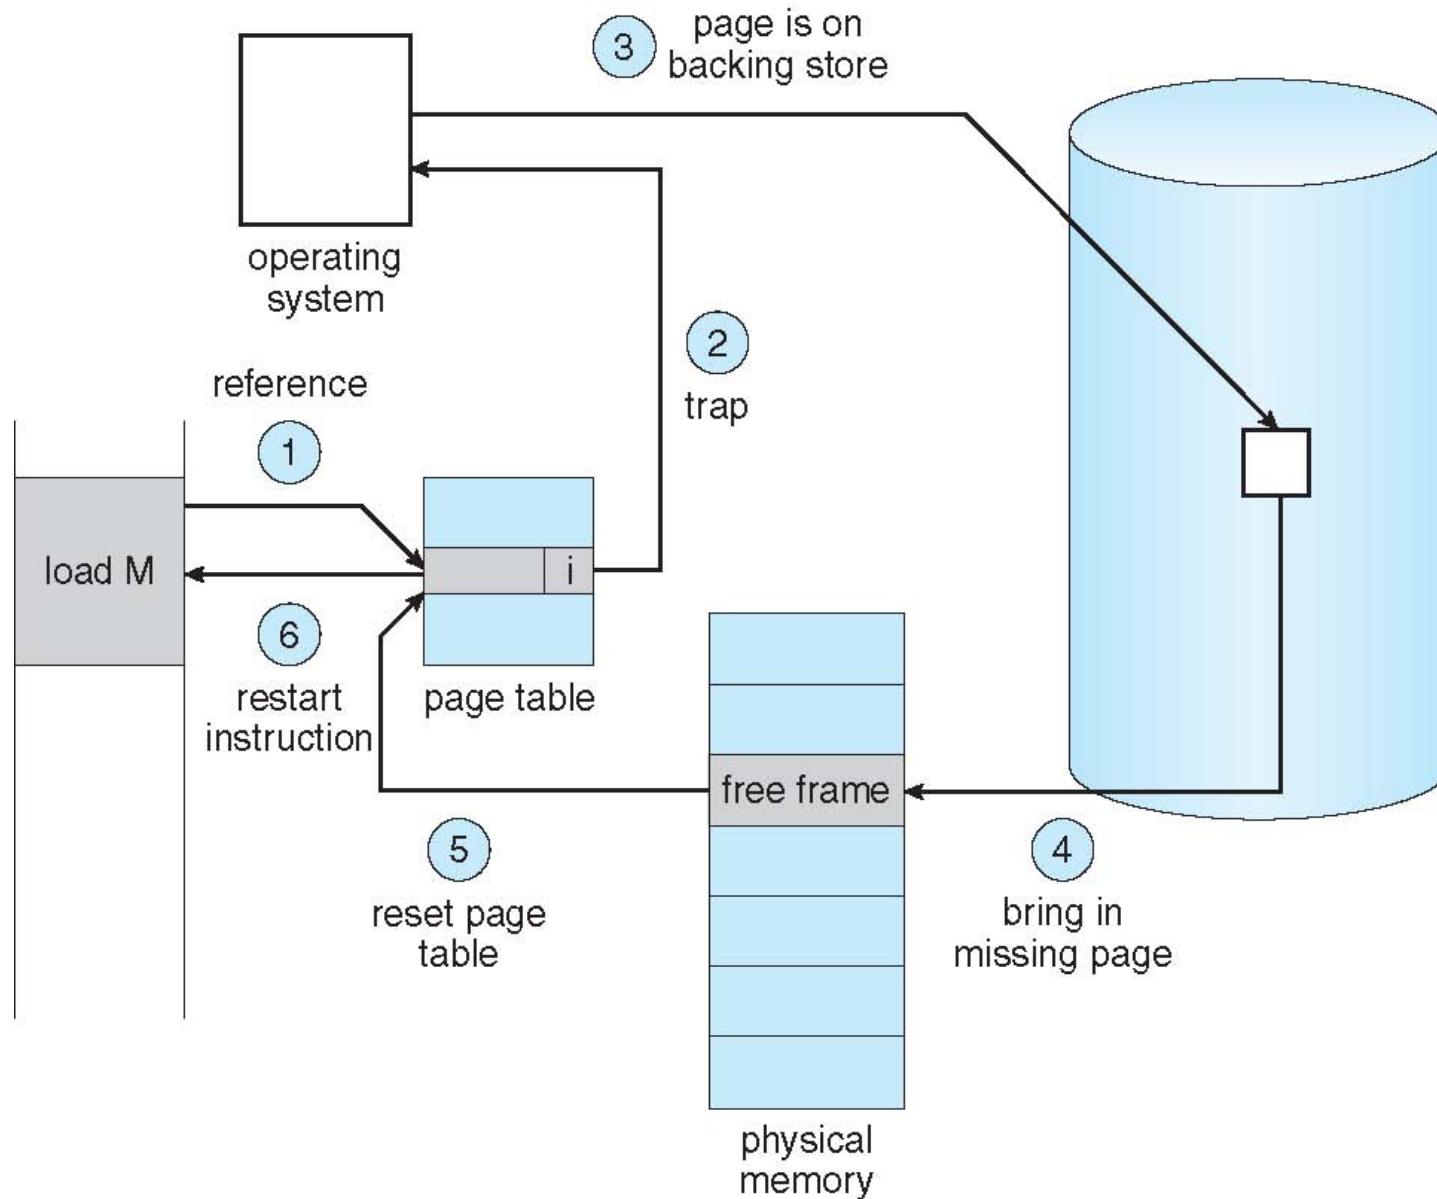 3
page is on
backing store
operating
system
2
trap
reference
1
load M
i
6
restart
instruction
page table
free frame
5
reset page
table
4
bring in
missing page
physical
memory